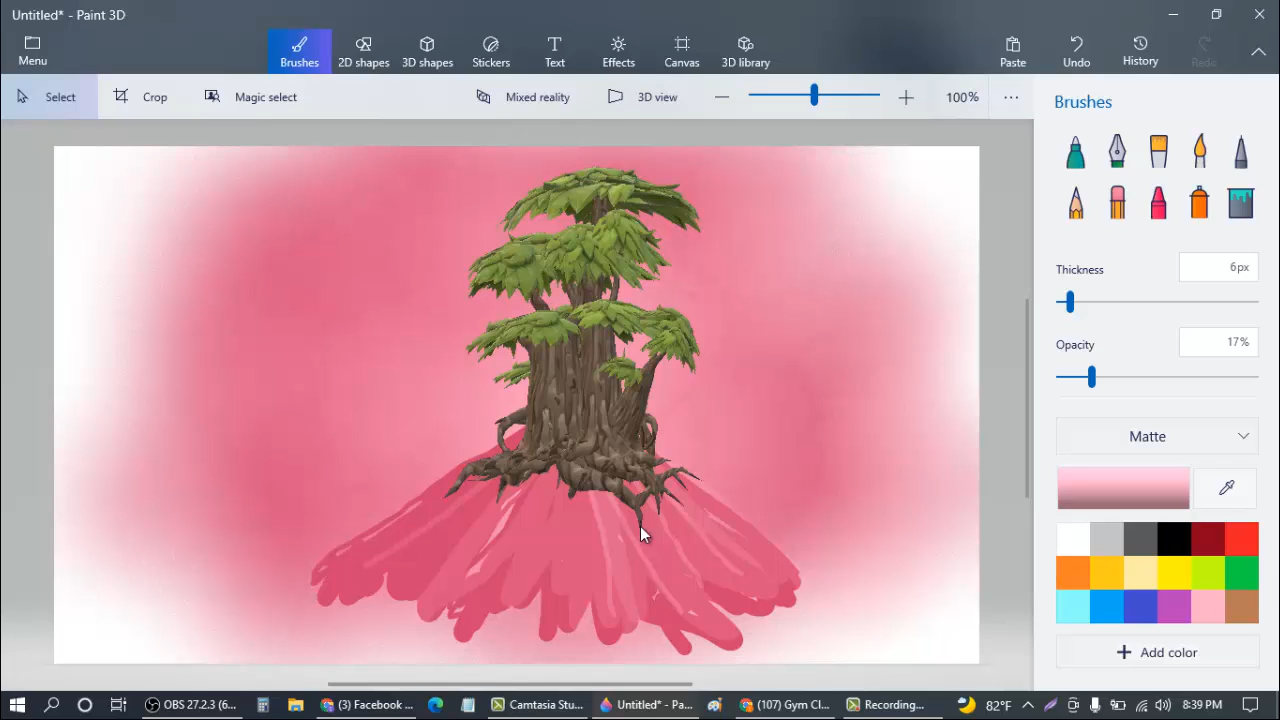 Untitled* - Paint 3D
Menu
Brushes
2D shapes
3D shapes
Stickers
Text
Effects
Canvas
3D library
Paste
Undo
History
Redo
Select
Crop
Magic select
Mixed reality
3D view
100%
Brushes
Thickness
6px
Opacity
17%
Matte
Add color
OBS 27.2.3 (6...
(3) Facebook ...
Camtasia Stu...
Untitled* - Pa...
(107) Gym Cl...
Recording...
82°F
8:39 PM